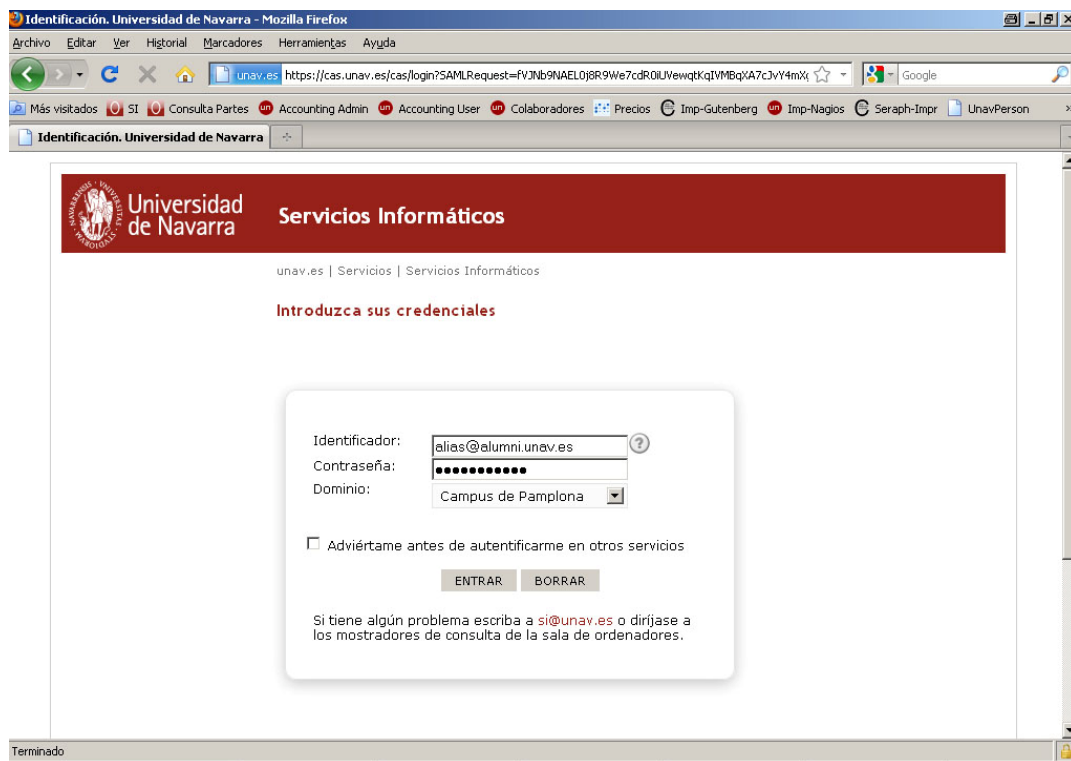 Identificación. Universidad de Navarra - Mozilla Firefox
Archivo Editar Ver Historial Marcadores Herramientas Ayuda
unav.es https://cas.unav.es/cas/login?SAMLRequest= Google
Más visitados SI Consulta Partes Accounting Admin Accounting User Colaboradores Precios Imp-Gutenberg Imp-Nagios Seraph-Impr UnavPerson
Identificación. Universidad de Navarra
Universidad
de Navarra
Servicios Informáticos
unav.es | Servicios | Servicios Informáticos
Introduzca sus credenciales
Identificador: alias@alumni.unav.es ?
Contraseña: •••••••••••
Dominio: Campus de Pamplona
Adviértame antes de autentificarme en otros servicios
ENTRAR BORRAR
Si tiene algún problema escriba a si@unav.es o diríjase a
los mostradores de consulta de la sala de ordenadores.
Terminado